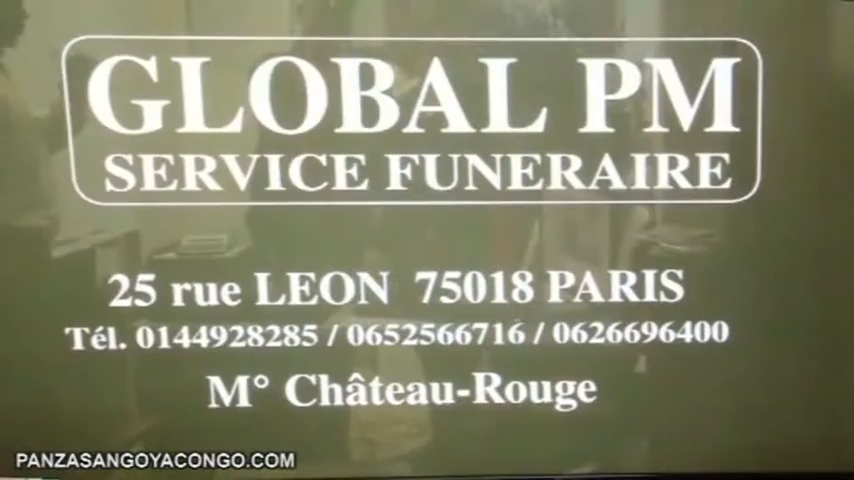 GLOBAL PM
SERVICE FUNERAIRE
25 rue LEON 75018 PARIS
Tél. 0144928285 / 0652566716 / 0626696400
M° Château-Rouge
PANZASANGOYACONGO.COM